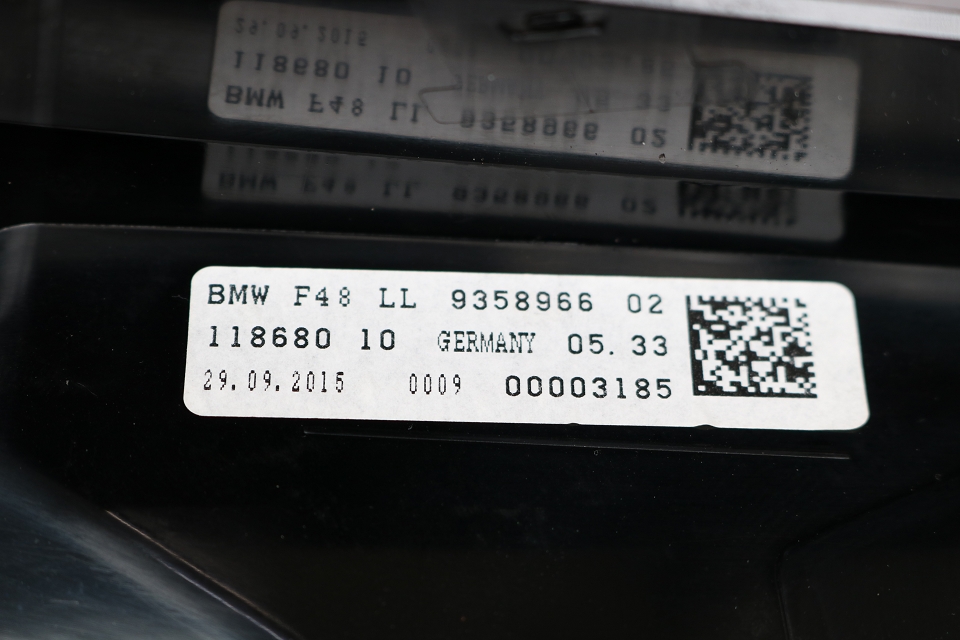 BMW F48 LL 9358966 02
118680 10 GERMANY 05.33
29.09.2015 0009 00003185